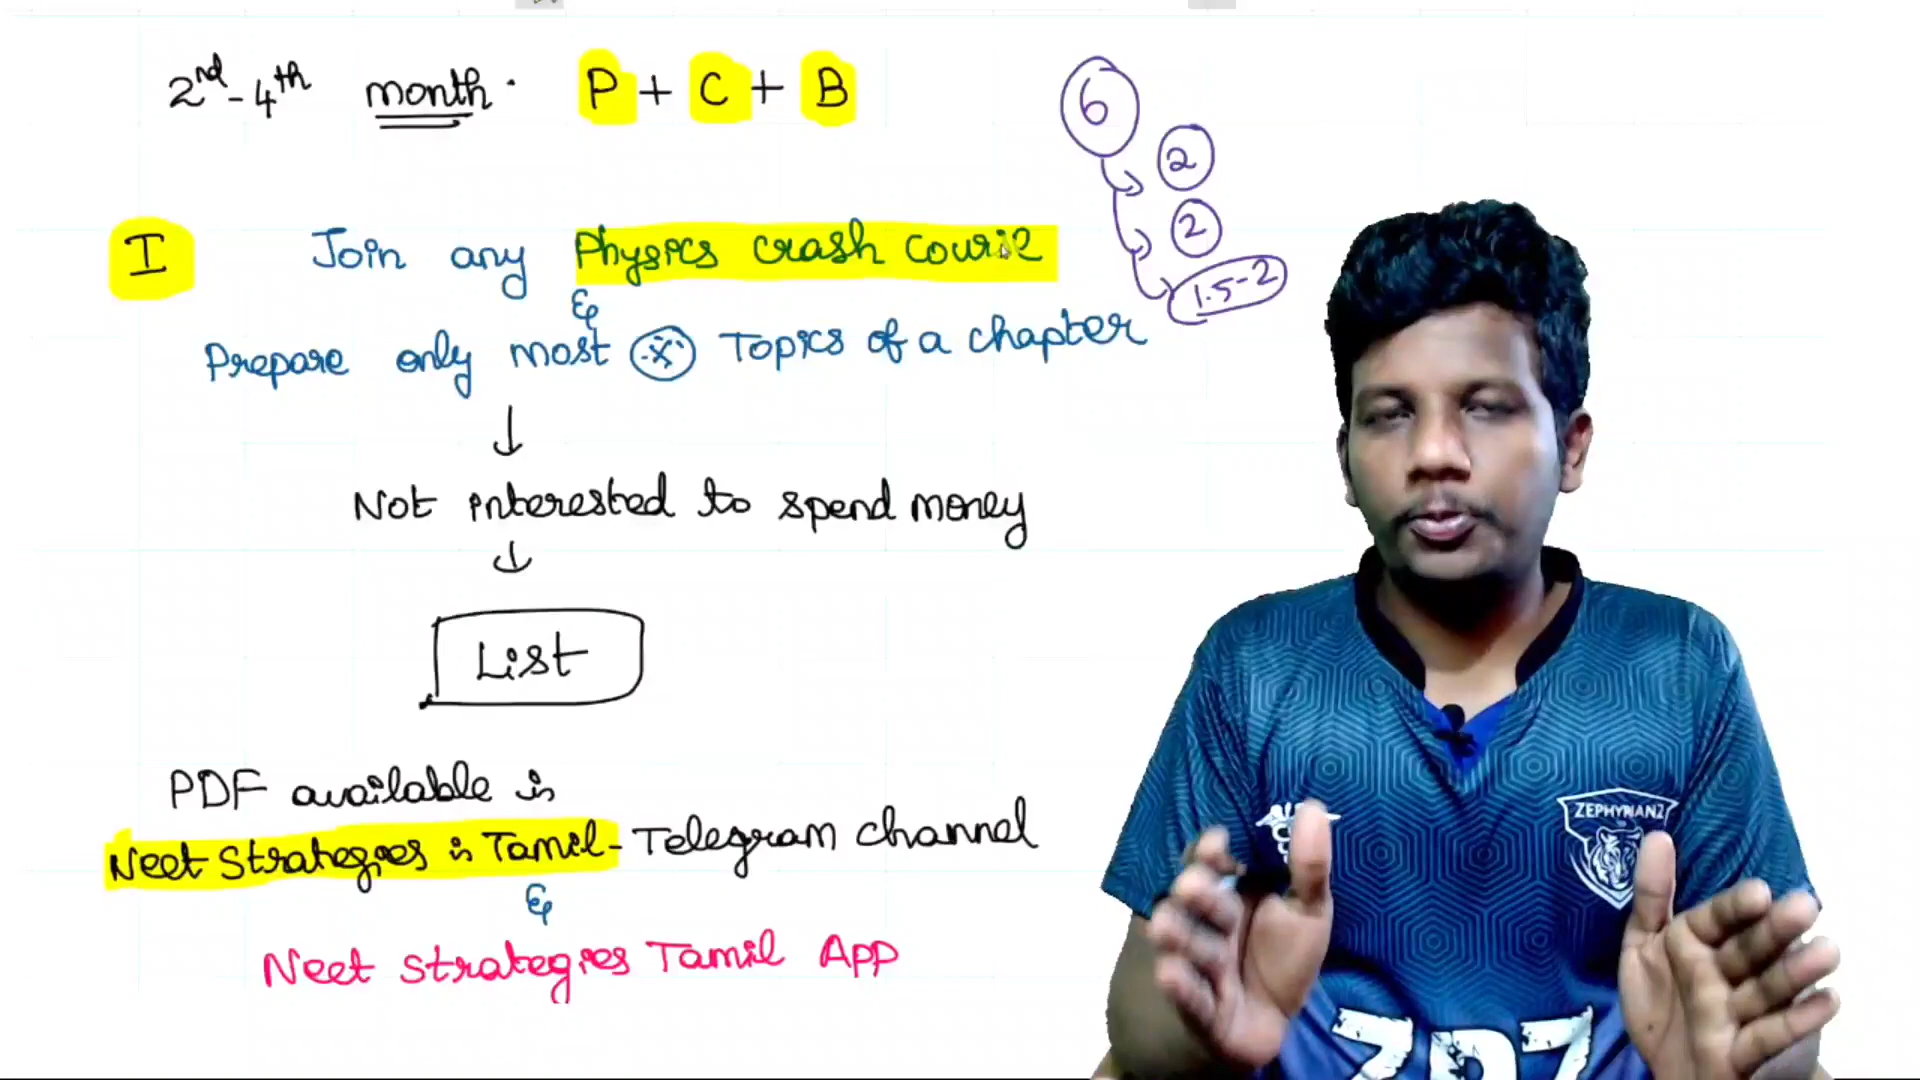 2nd - 4th month. P + C + B
6
2
2
1.5-2
I Join any Physics crash course
&
Prepare only most * Topics of a chapter
↓
Not interested to spend money
↓
List
PDF available in
Neet Strategies in Tamil - Telegram channel
&
Neet strategies Tamil App
ZEPHYRIANZ
ZPZ